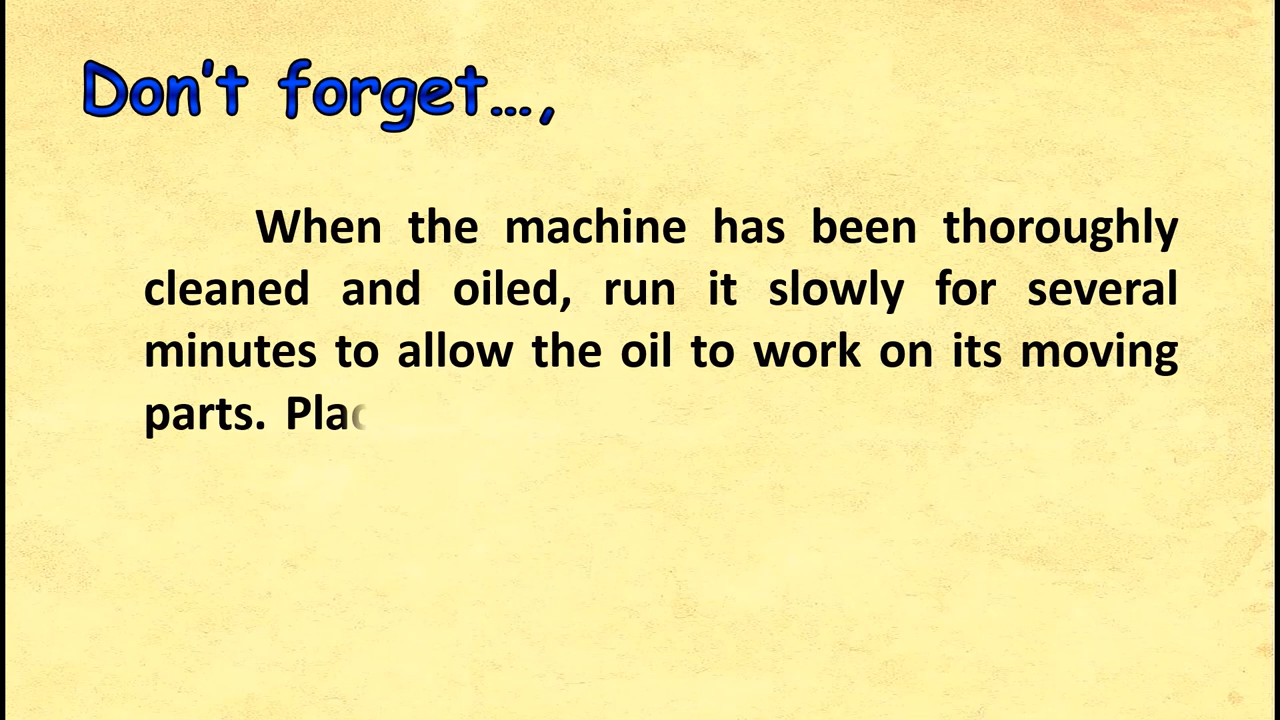 Don't forget...,
When the machine has been thoroughly
cleaned and oiled, run it slowly for several
minutes to allow the oil to work on its moving
parts.